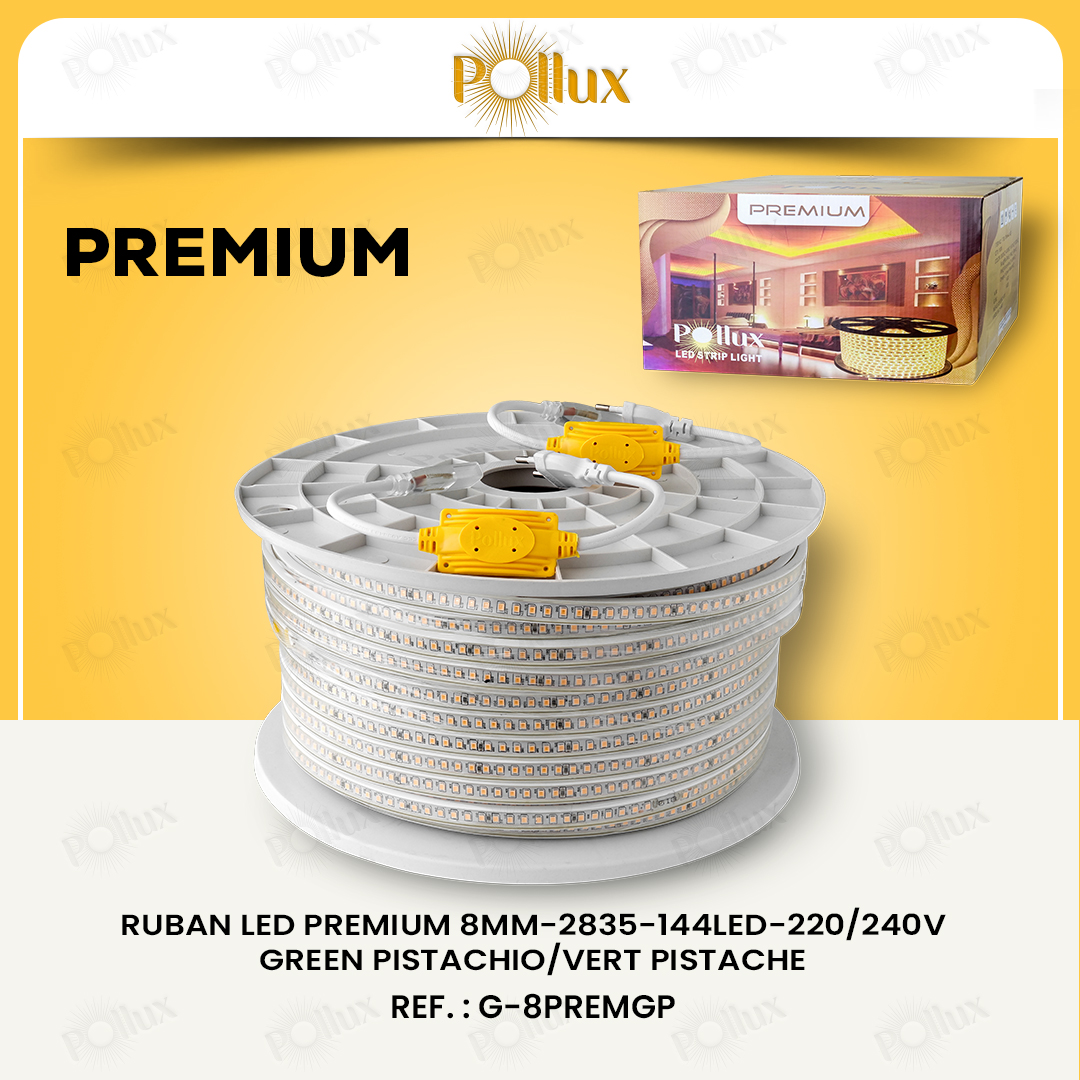 Pollux
PREMIUM
PREMIUM
Pollux
LED STRIP LIGHT
Pollux
RUBAN LED PREMIUM 8MM-2835-144LED-220/240V
GREEN PISTACHIO/VERT PISTACHE
REF. : G-8PREMGP